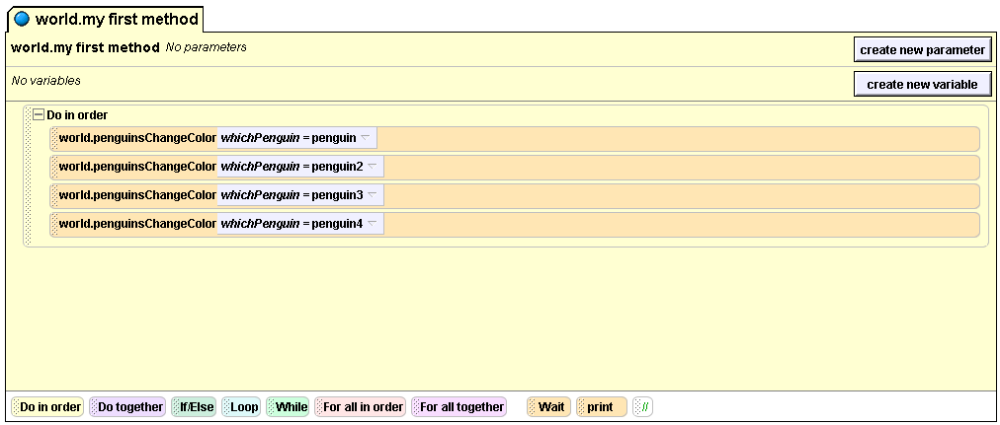 world.my first method
world.my first method No parameters
create new parameter
No variables
create new variable
Do in order
world.penguinsChangeColor whichPenguin = penguin
world.penguinsChangeColor whichPenguin = penguin2
world.penguinsChangeColor whichPenguin = penguin3
world.penguinsChangeColor whichPenguin = penguin4
Do in order Do together If/Else Loop While For all in order For all together Wait print //